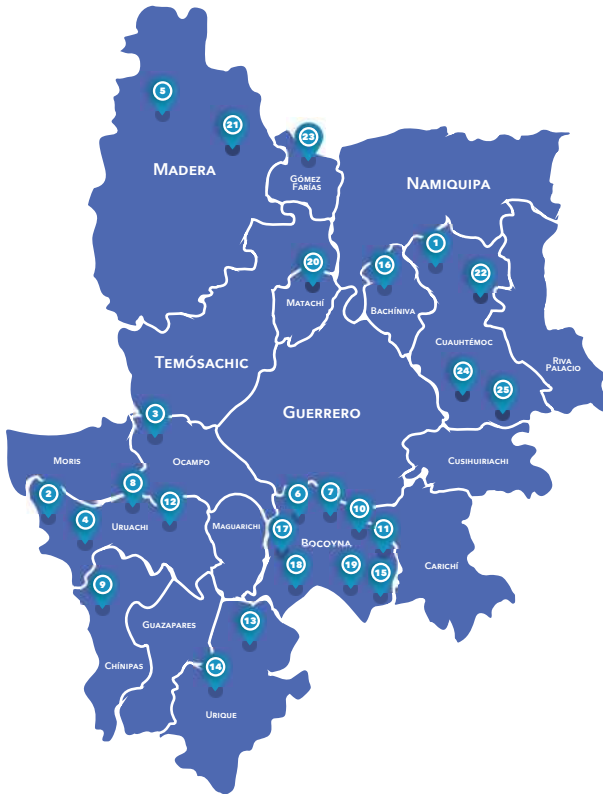 5
21
23
MADERA
GÓMEZ
FARÍAS
NAMIQUIPA
1
20
16
22
MATACHÍ
BACHÍNIVA
CUAUHTÉMOC
TEMÓSACHIC
RIVA
PALACIO
24
25
3
GUERRERO
MORIS
OCAMPO
CUSIHUIRIACHI
8
2
12
6
7
10
4
URUACHI
MAGUARICHI
17
11
BOCOYNA
18
19
15
CARICHÍ
9
GUAZAPARES
13
CHÍNIPAS
14
URIQUE